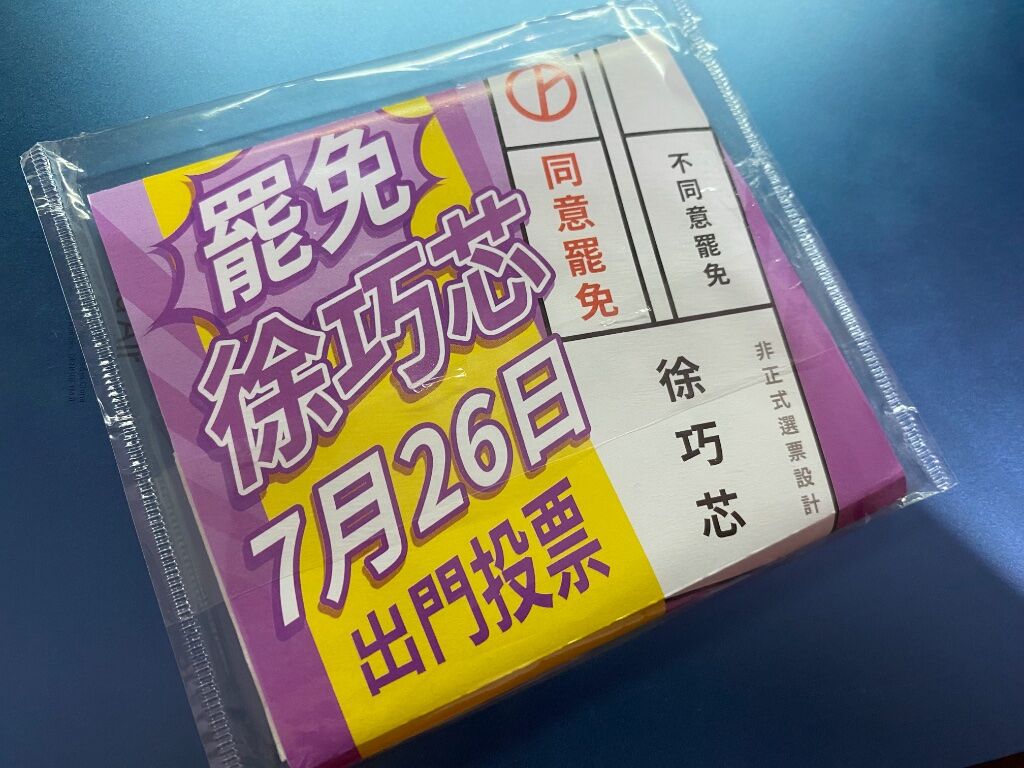 罷免
徐巧芯
7月26日
出門投票
同意罷免
不同意罷免
徐巧芯
非正式選票設計